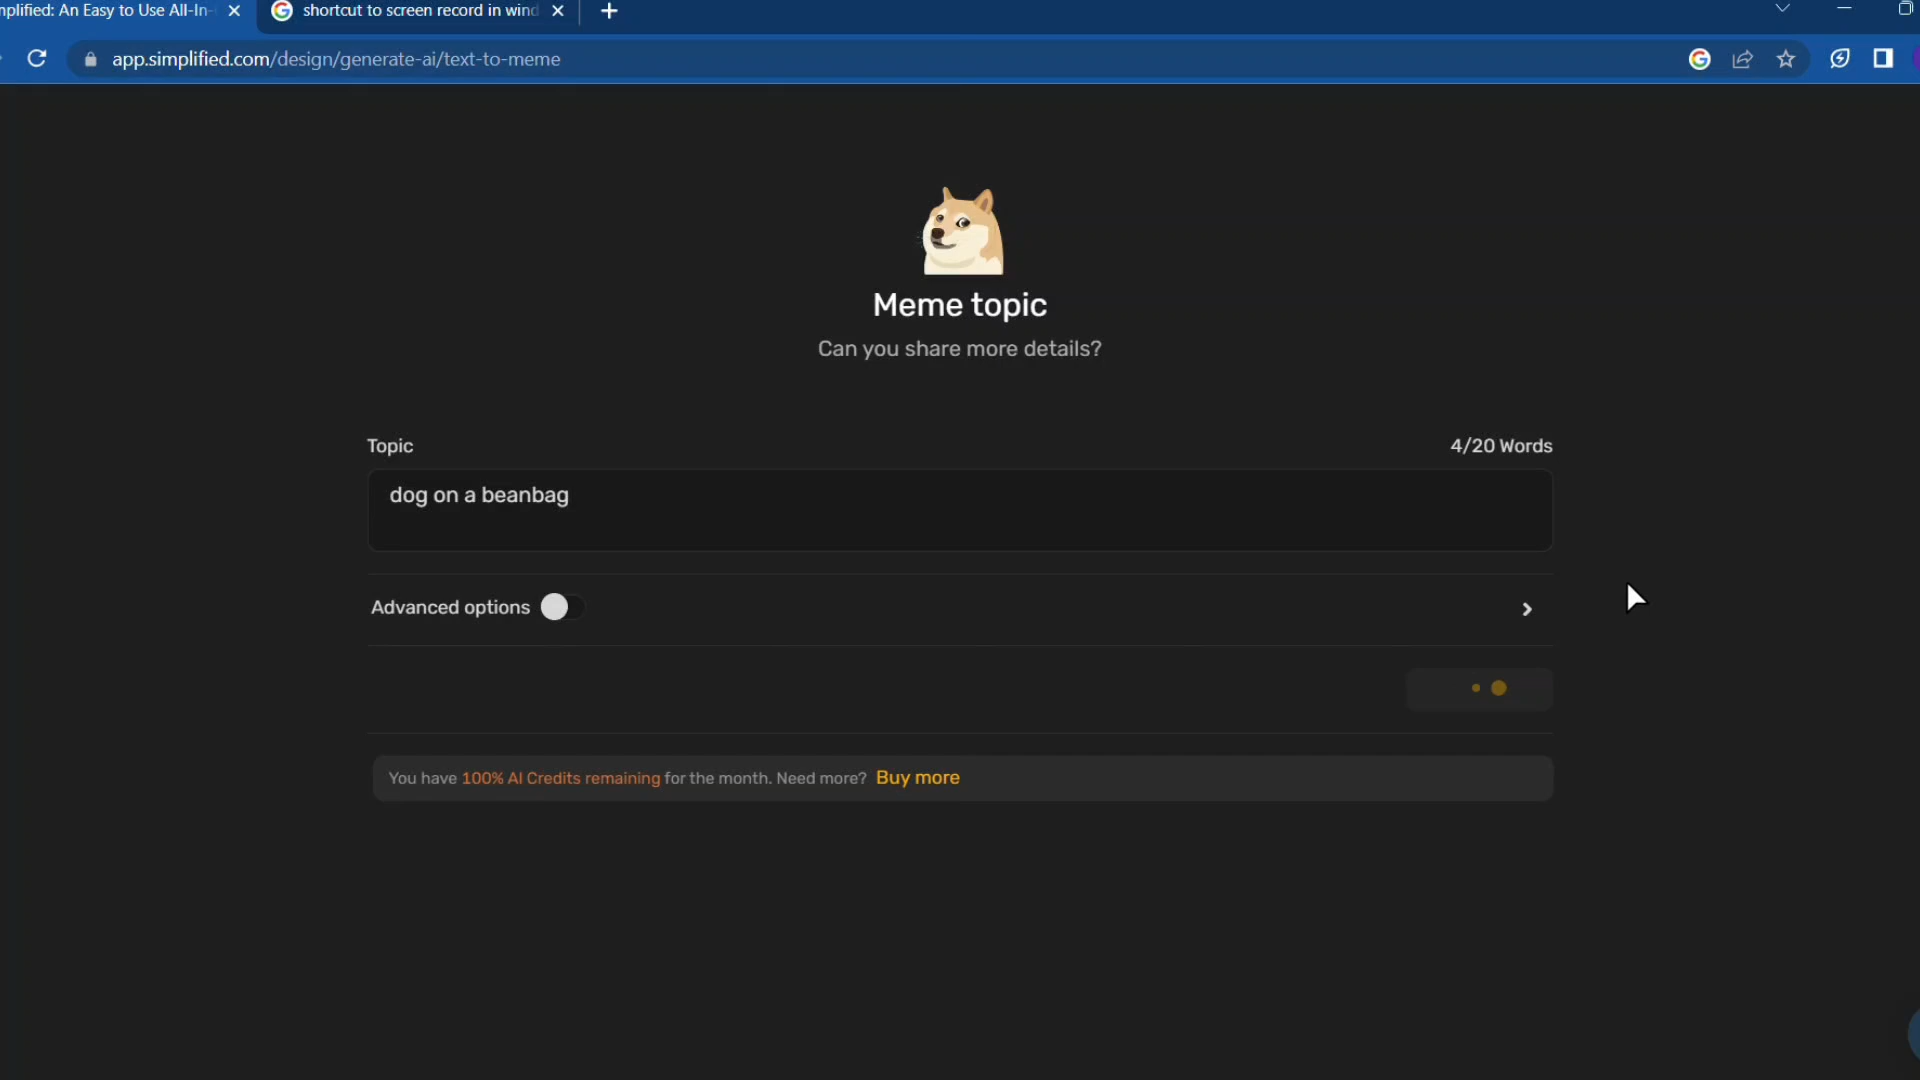 nplified: An Easy to Use All-In-
shortcut to screen record in wind
app.simplified.com/design/generate-ai/text-to-meme
Meme topic
Can you share more details?
Topic
4/20 Words
dog on a beanbag
Advanced options
You have 100% AI Credits remaining for the month. Need more? Buy more